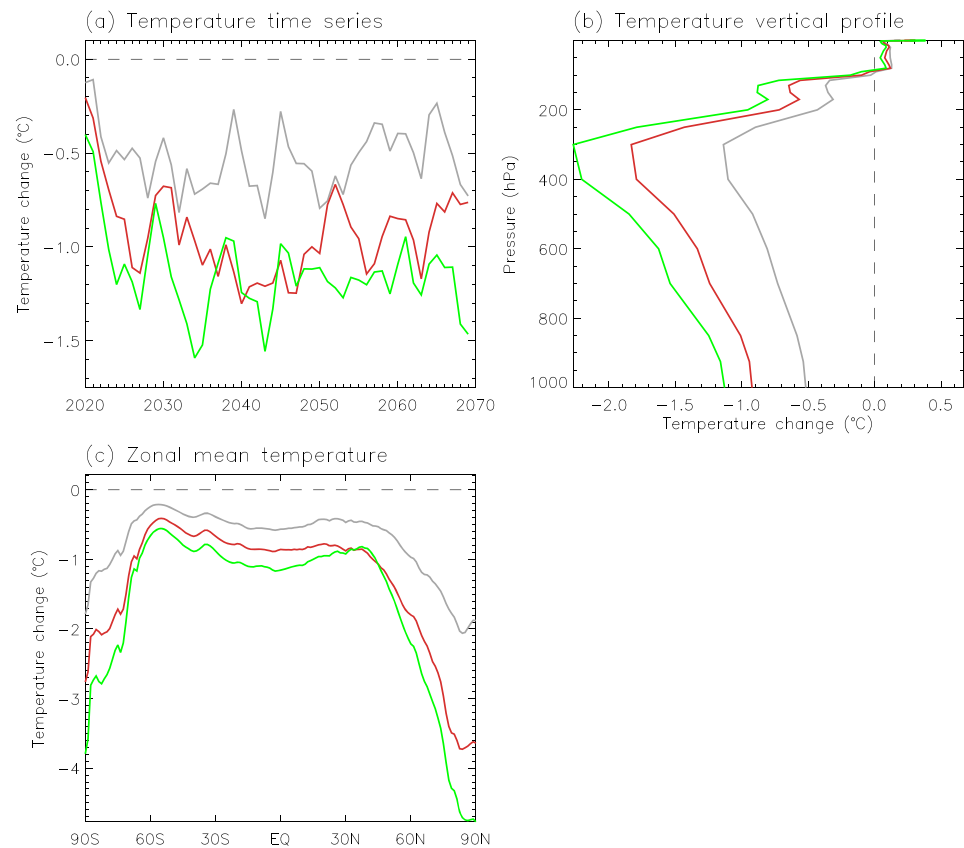 (a) Temperature time series
0.0
−0.5
−1.0
−1.5
Temperature change (°C)
2020 2030 2040 2050 2060 2070
(b) Temperature vertical profile
200
400
600
800
1000
Pressure (hPa)
−2.0 −1.5 −1.0 −0.5 0.0 0.5
Temperature change (°C)
(c) Zonal mean temperature
0
−1
−2
−3
−4
Temperature change (°C)
90S 60S 30S EQ 30N 60N 90N